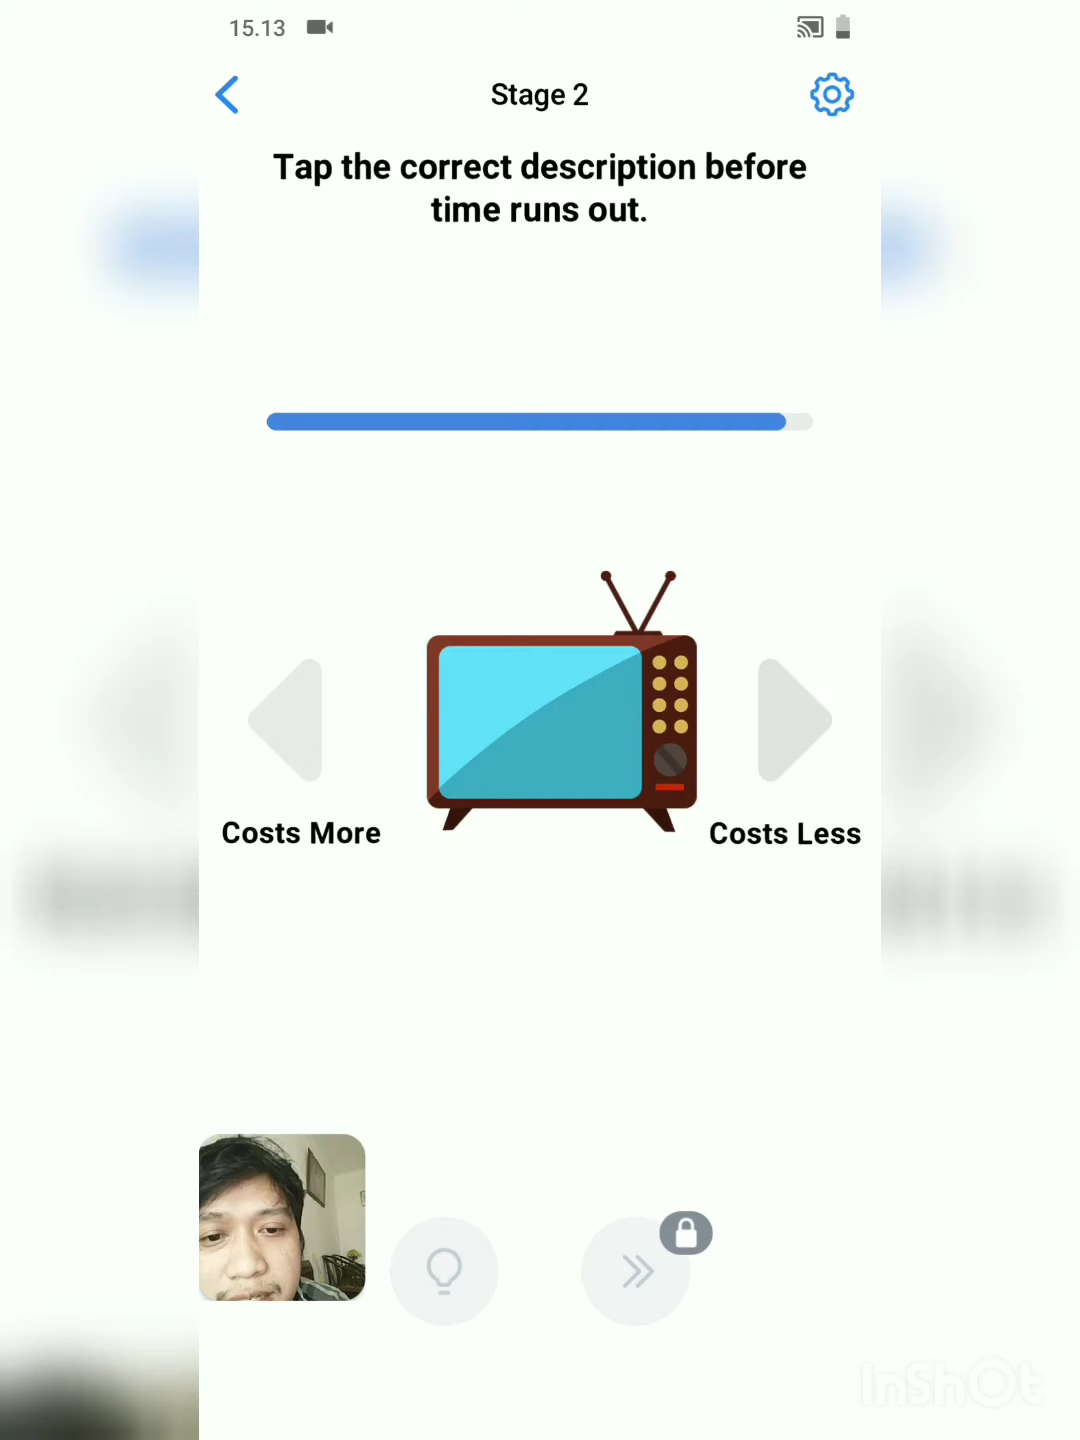 15.13
Stage 2
Tap the correct description before
time runs out.
Costs More
Costs Less
InShOt